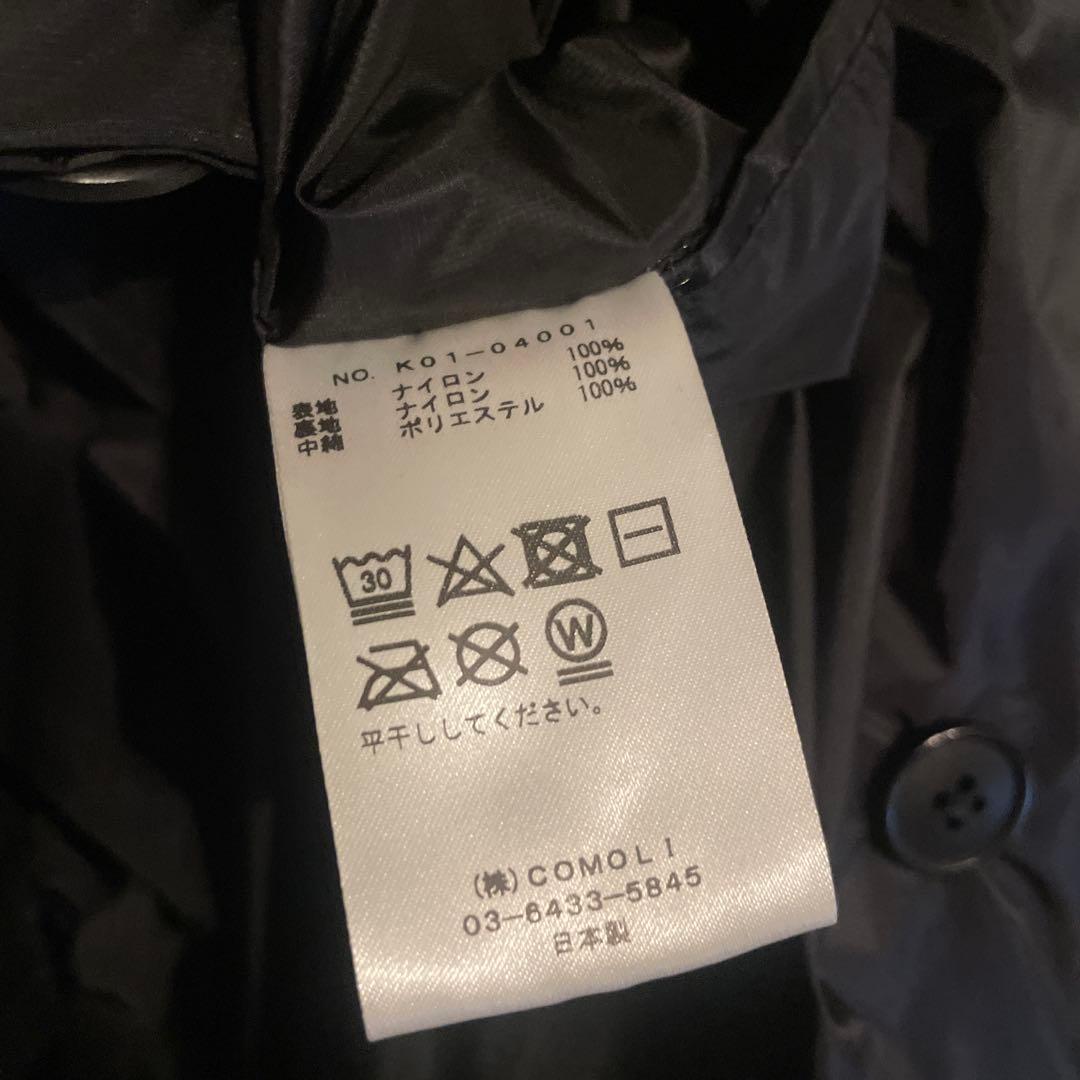 NO. K01-04001
表地 ナイロン 100%
裏地 ナイロン 100%
中綿 ポリエステル 100%
30
W
平干ししてください。
(株)COMOLI
03-6433-5845
日本製